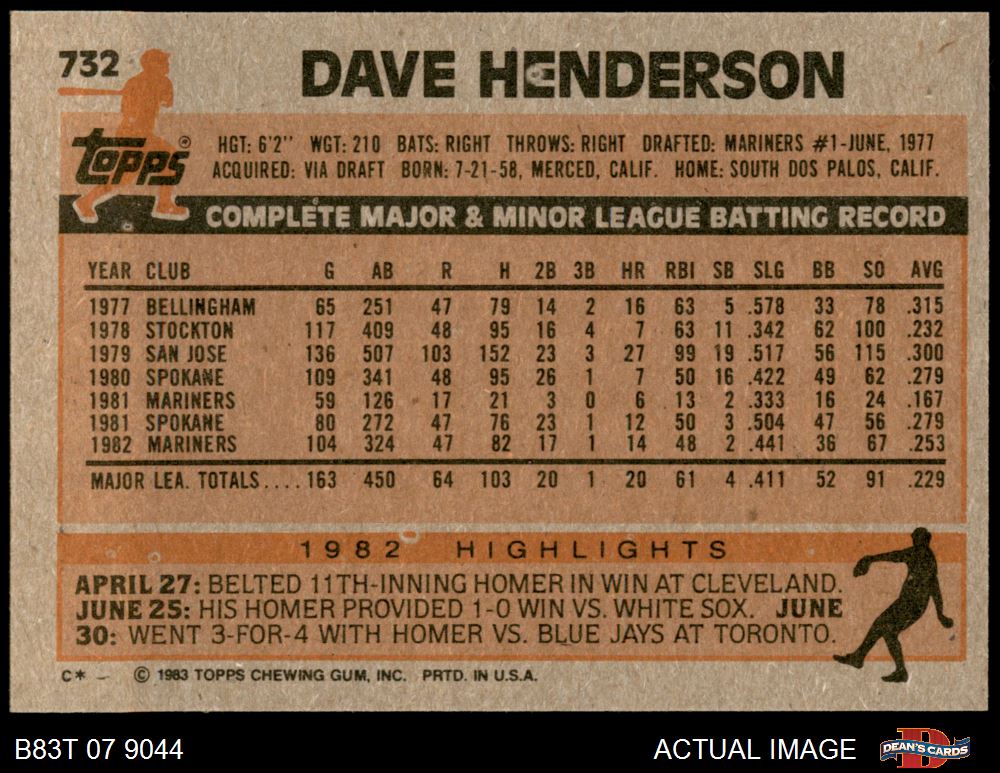 732 DAVE HENDERSON
TOPPS®
HGT: 6'2" WGT: 210 BATS: RIGHT THROWS: RIGHT DRAFTED: MARINERS #1-JUNE, 1977
ACQUIRED: VIA DRAFT BORN: 7-21-58, MERCED, CALIF. HOME: SOUTH DOS PALOS, CALIF.
COMPLETE MAJOR & MINOR LEAGUE BATTING RECORD
YEAR CLUB G AB R H 2B 3B HR RBI SB SLG BB SO AVG
1977 BELLINGHAM 65 251 47 79 14 2 16 63 5 .578 33 78 .315
1978 STOCKTON 117 409 48 95 16 4 7 63 11 .342 62 100 .232
1979 SAN JOSE 136 507 103 152 23 3 27 99 19 .517 56 115 .300
1980 SPOKANE 109 341 48 95 26 1 7 50 16 .422 49 62 .279
1981 MARINERS 59 126 17 21 3 0 6 13 2 .333 16 24 .167
1981 SPOKANE 80 272 47 76 23 1 12 50 3 .504 47 56 .279
1982 MARINERS 104 324 47 82 17 1 14 48 2 .441 36 67 .253
MAJOR LEA. TOTALS.... 163 450 64 103 20 1 20 61 4 .411 52 91 .229
1982 HIGHLIGHTS
APRIL 27: BELTED 11TH-INNING HOMER IN WIN AT CLEVELAND.
JUNE 25: HIS HOMER PROVIDED 1-0 WIN VS. WHITE SOX. JUNE
30: WENT 3-FOR-4 WITH HOMER VS. BLUE JAYS AT TORONTO.
C* – © 1983 TOPPS CHEWING GUM, INC. PRTD. IN U.S.A.
B83T 07 9044 ACTUAL IMAGE DEAN'S CARDS